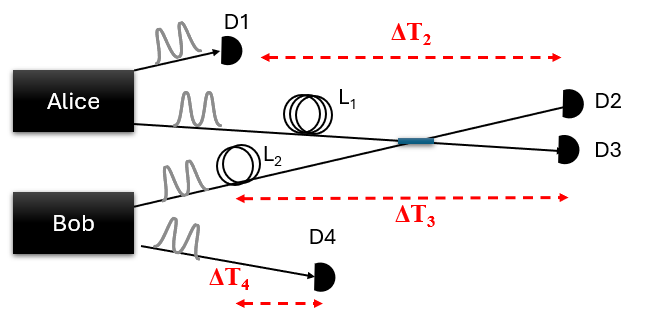 D1
ΔT₂
Alice
L₁
D2
D3
L₂
ΔT₃
Bob
D4
ΔT₄